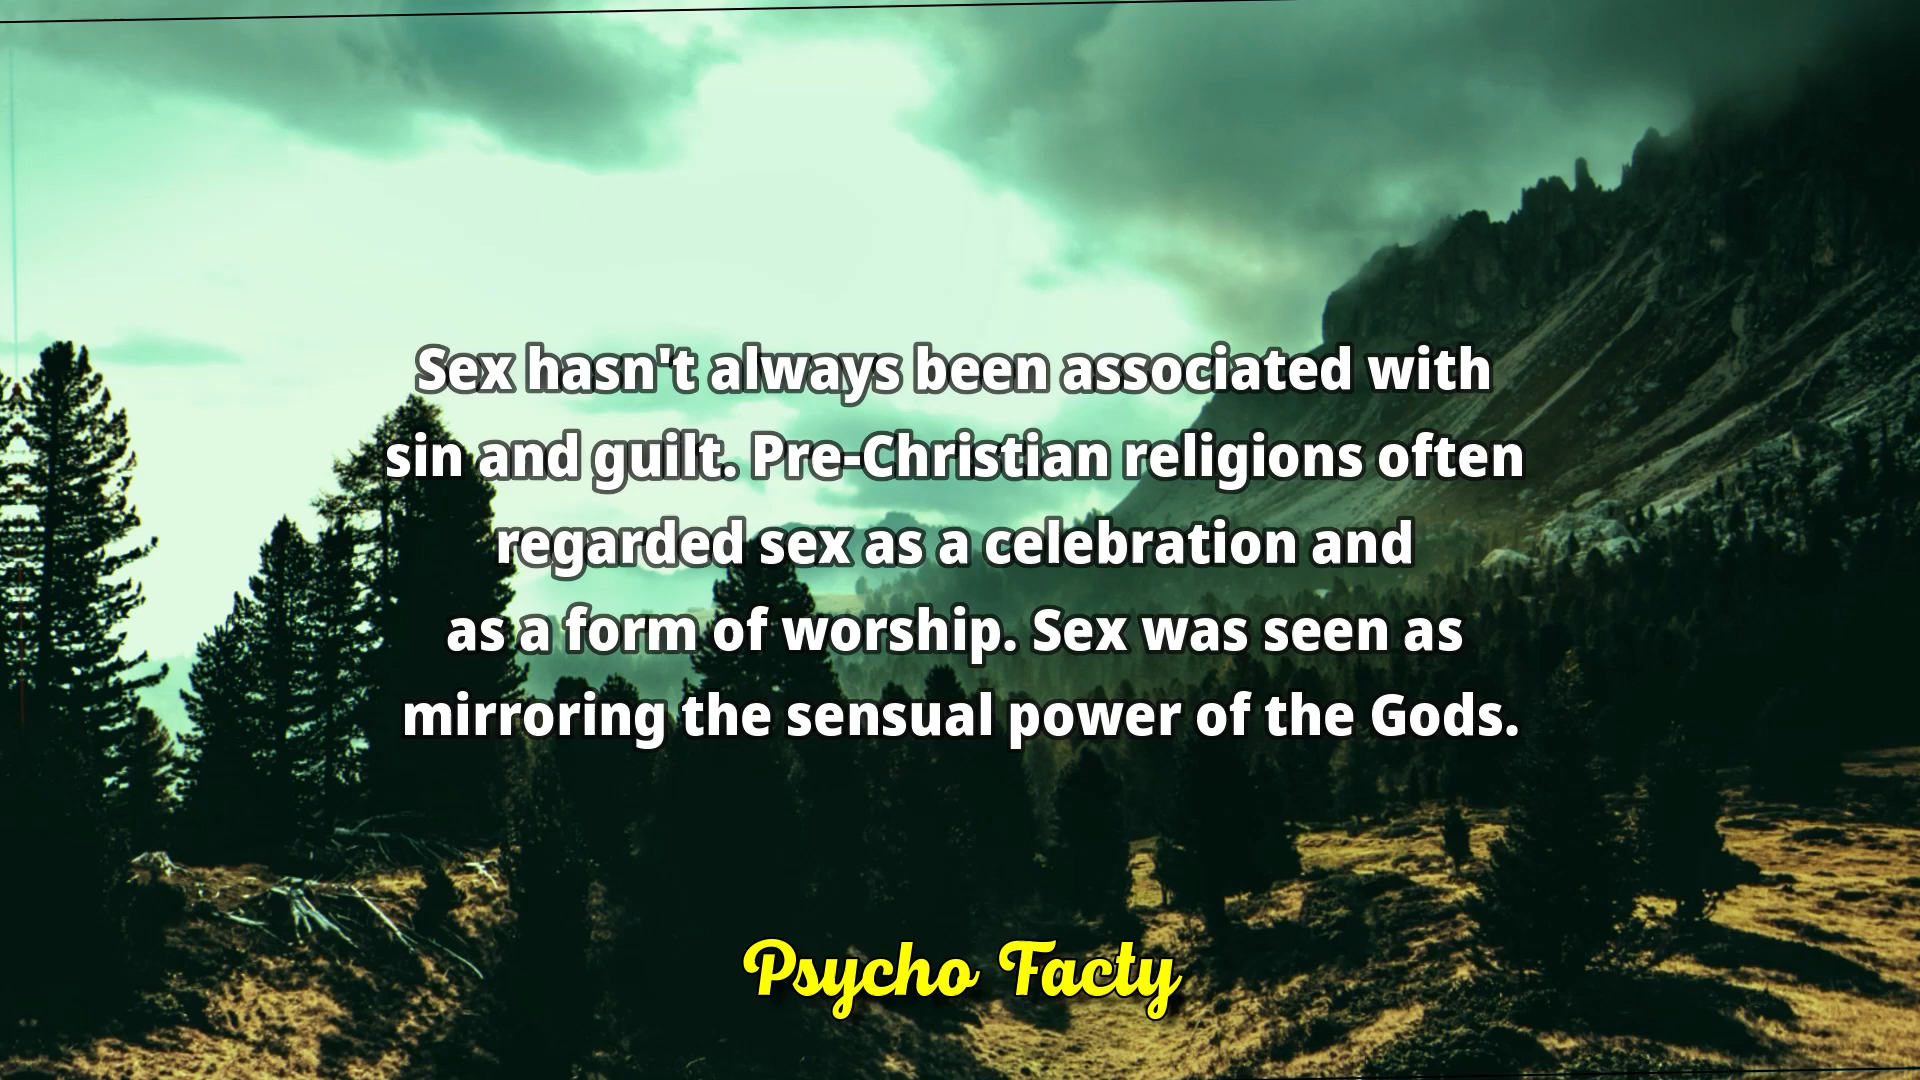 Sex hasn't always been associated with
sin and guilt. Pre-Christian religions often
regarded sex as a celebration and
as a form of worship. Sex was seen as
mirroring the sensual power of the Gods.
Psycho Facty